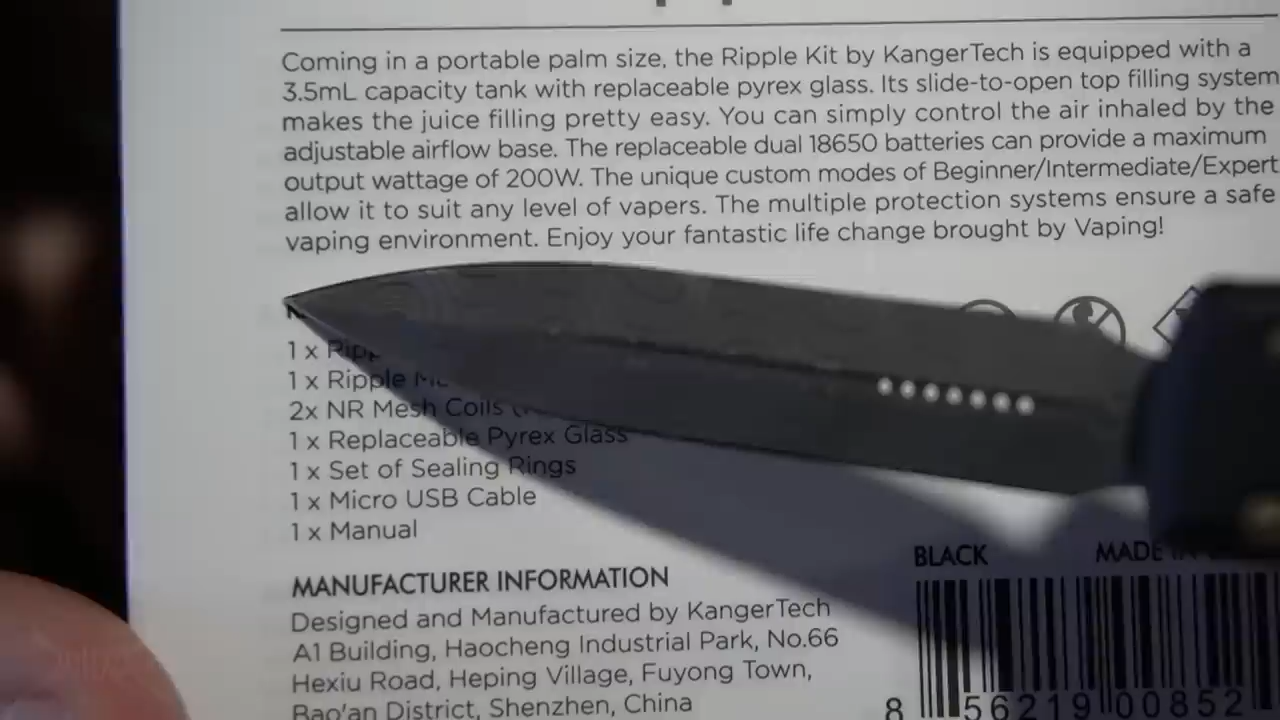 Coming in a portable palm size, the Ripple Kit by KangerTech is equipped with a
3.5mL capacity tank with replaceable pyrex glass. Its slide-to-open top filling system
makes the juice filling pretty easy. You can simply control the air inhaled by the
adjustable airflow base. The replaceable dual 18650 batteries can provide a maximum
output wattage of 200W. The unique custom modes of Beginner/Intermediate/Expert
allow it to suit any level of vapers. The multiple protection systems ensure a safe
vaping environment. Enjoy your fantastic life change brought by Vaping!
1 x
1 x Ripple
2x NR Mesh Coils
1 x Replaceable Pyrex Glass
1 x Set of Sealing Rings
1 x Micro USB Cable
1 x Manual
BLACK MADE IN
MANUFACTURER INFORMATION
Designed and Manufactured by KangerTech
A1 Building, Haocheng Industrial Park, No.66
Hexiu Road, Heping Village, Fuyong Town,
Bao'an District, Shenzhen, China
8 56219 00852